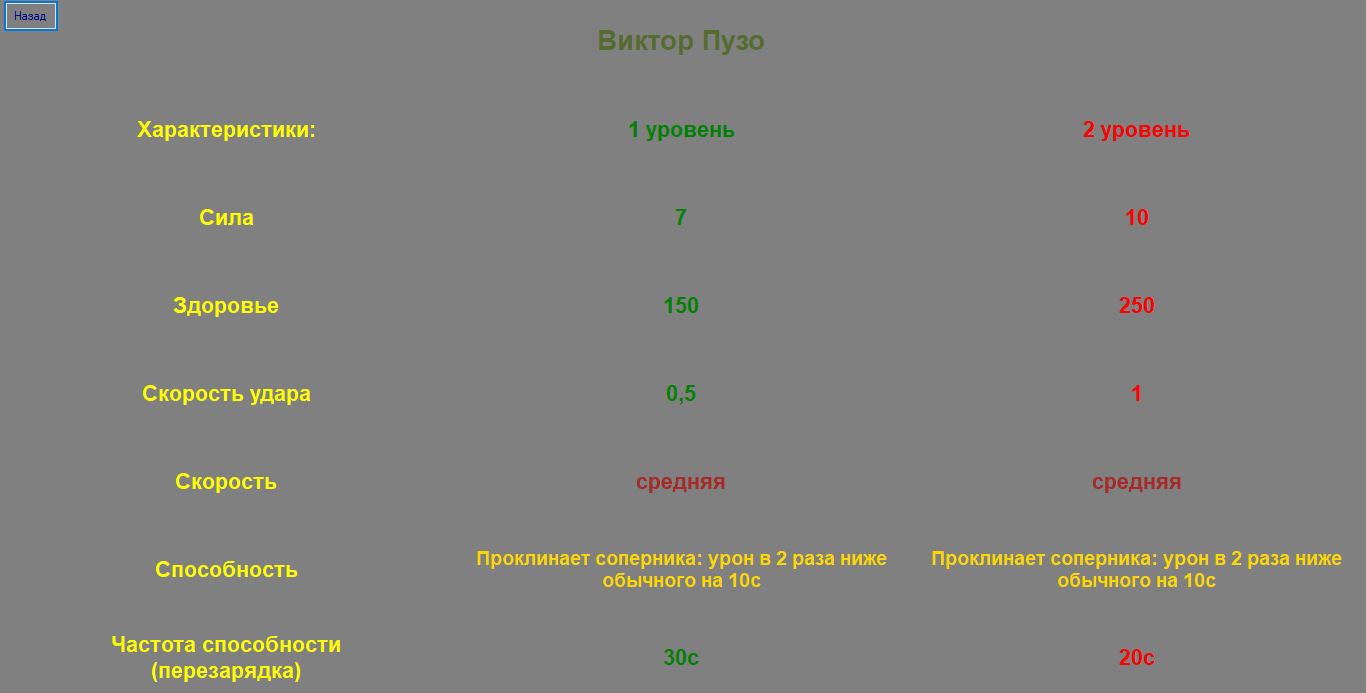 Назад
Виктор Пузо
Характеристики: 1 уровень 2 уровень
Сила 7 10
Здоровье 150 250
Скорость удара 0,5 1
Скорость средняя средняя
Способность
Проклинает соперника: урон в 2 раза ниже
обычного на 10с
Проклинает соперника: урон в 2 раза ниже
обычного на 10с
Частота способности
(перезарядка)
30с 20с